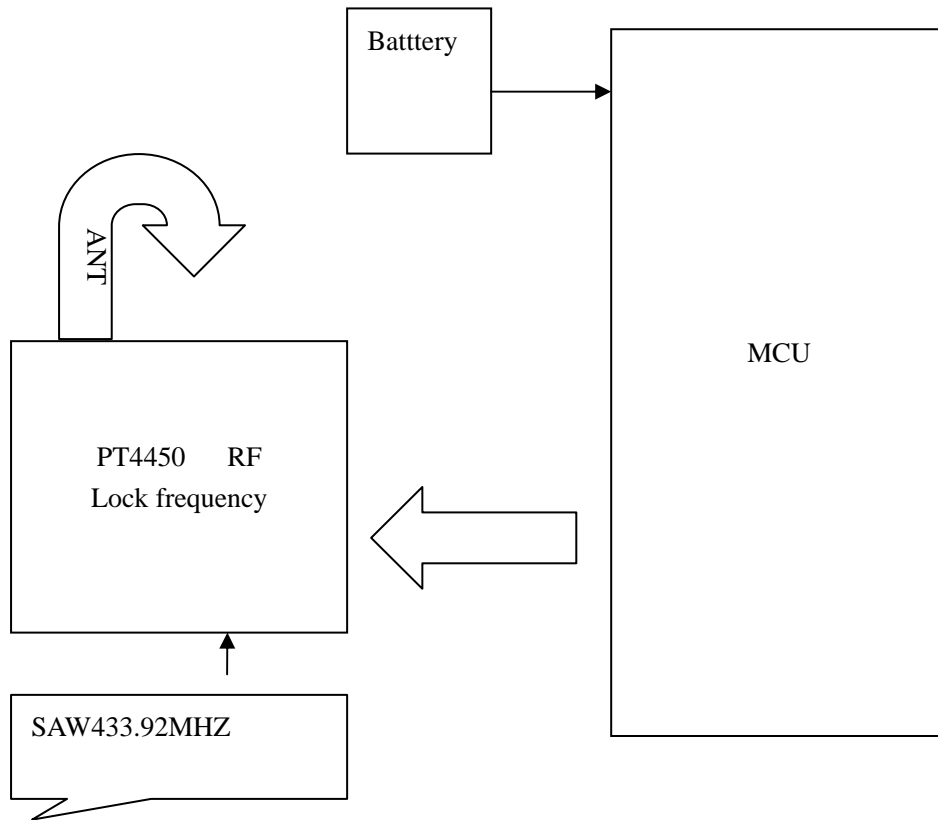 Batttery
ANT
MCU
PT4450 RF
Lock frequency
SAW433.92MHZ